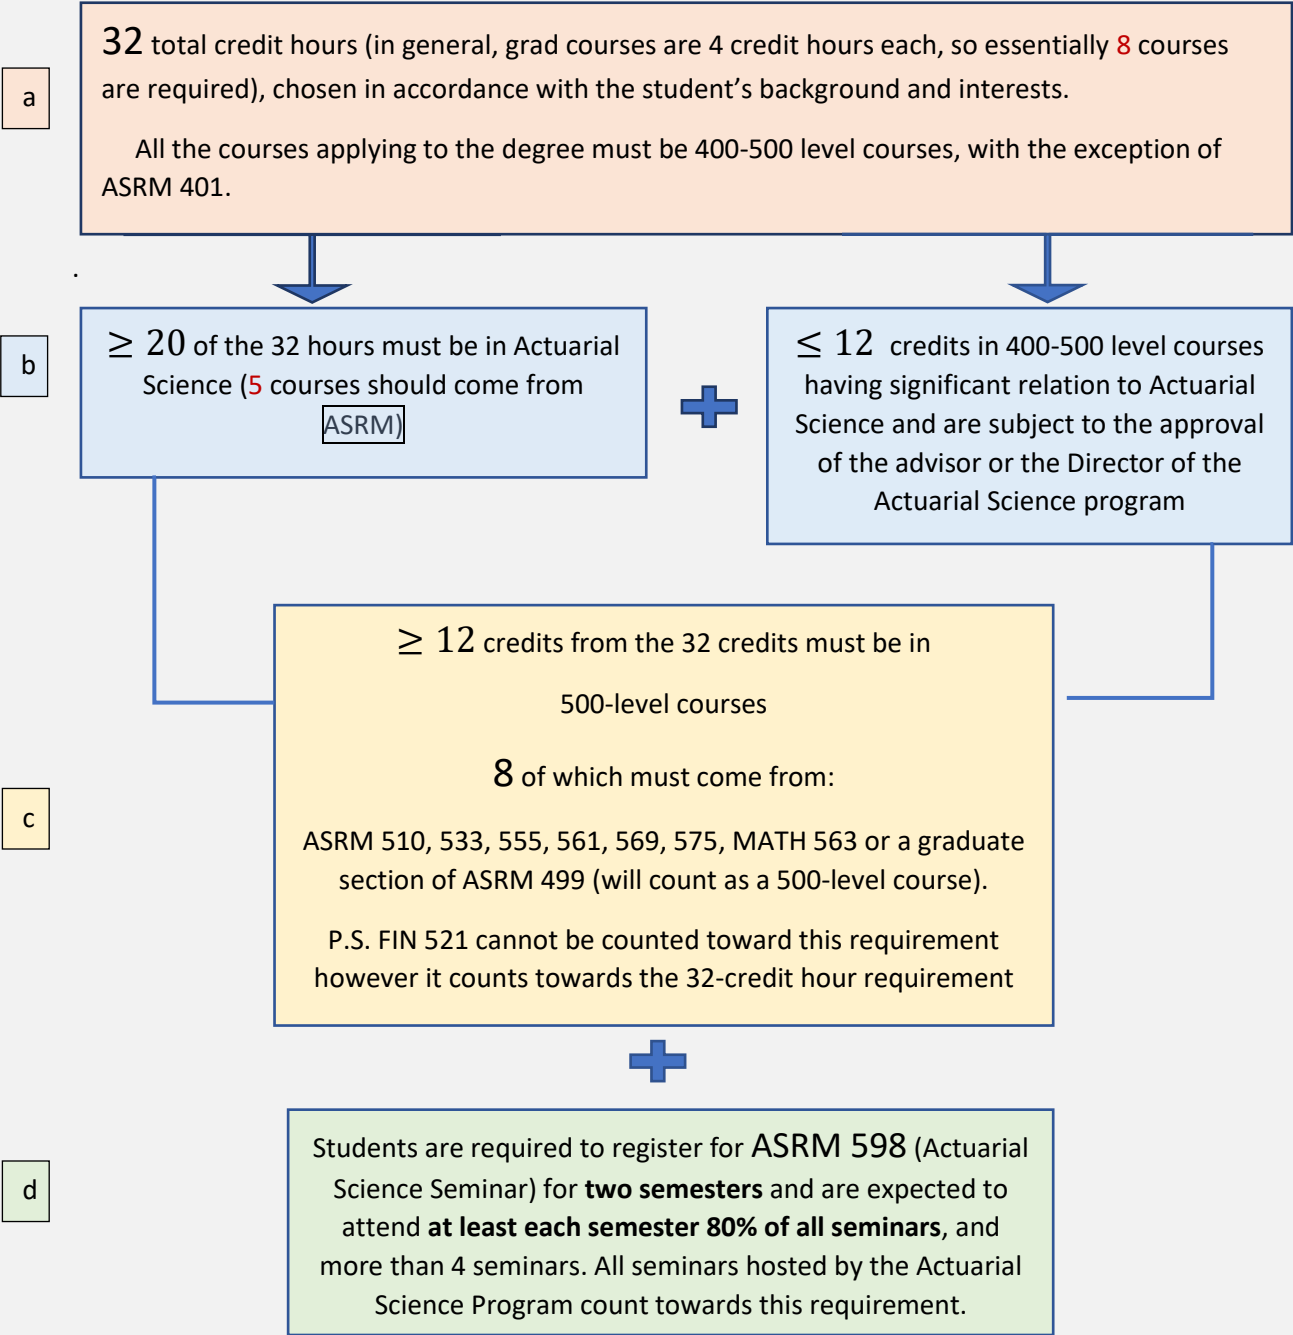 32 total credit hours (in general, grad courses are 4 credit hours each, so essentially 8 courses
are required), chosen in accordance with the student’s background and interests.
All the courses applying to the degree must be 400-500 level courses, with the exception of
ASRM 401.
a
.
b
≥ 20 of the 32 hours must be in Actuarial
Science (5 courses should come from
ASRM)
≤ 12 credits in 400-500 level courses
having significant relation to Actuarial
Science and are subject to the approval
of the advisor or the Director of the
Actuarial Science program
c
≥ 12 credits from the 32 credits must be in
500-level courses
8 of which must come from:
ASRM 510, 533, 555, 561, 569, 575, MATH 563 or a graduate
section of ASRM 499 (will count as a 500-level course).
P.S. FIN 521 cannot be counted toward this requirement
however it counts towards the 32-credit hour requirement
d
Students are required to register for ASRM 598 (Actuarial
Science Seminar) for two semesters and are expected to
attend at least each semester 80% of all seminars, and
more than 4 seminars. All seminars hosted by the Actuarial
Science Program count towards this requirement.